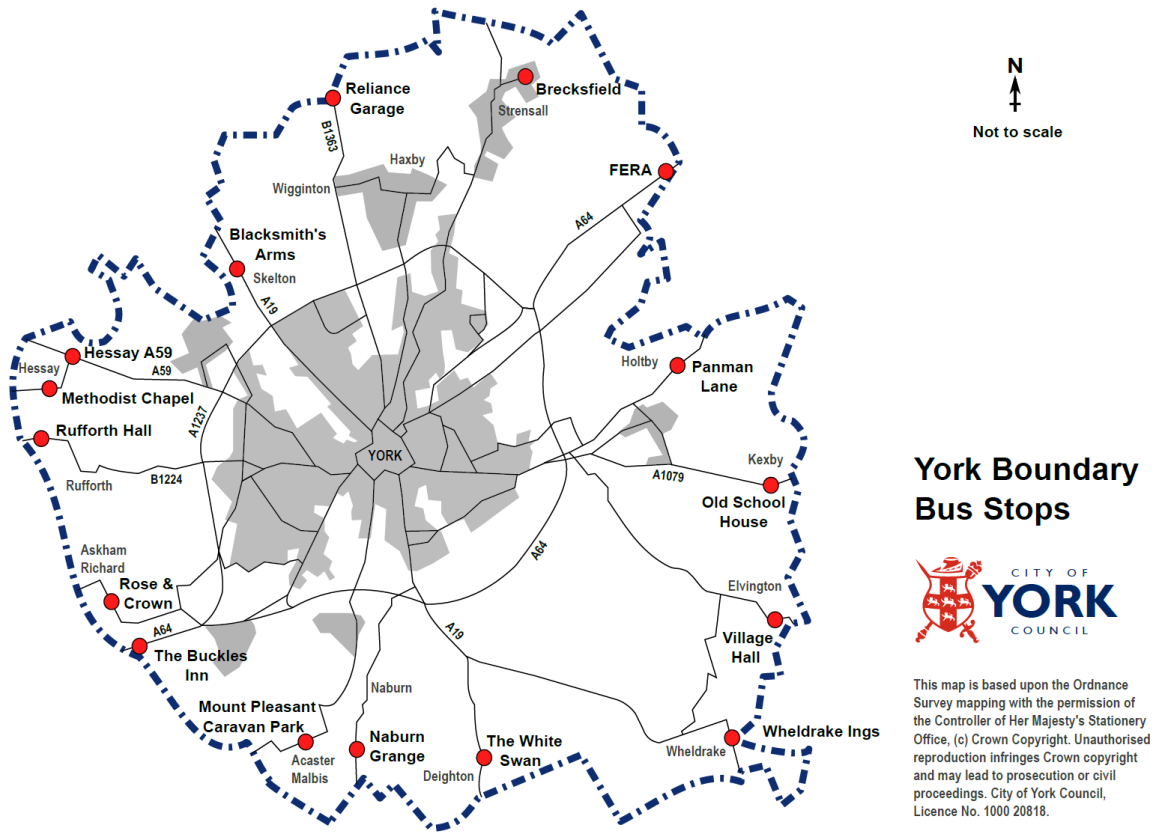 Reliance
Garage
Brecksfield
Strensall
N
Not to scale
B1363
Haxby
Wigginton
FERA
A64
Blacksmith's
Arms
Skelton
A19
Hessay A59
Hessay
A59
Methodist Chapel
A1237
Holtby
Panman
Lane
Rufforth Hall
YORK
Rufforth
B1224
Kexby
A1079
Old School
House
York Boundary
Bus Stops
Askham
Richard
Rose &
Crown
A64
Elvington
CITY OF
YORK
COUNCIL
A64
The Buckles
Inn
A19
Village
Hall
Mount Pleasant
Caravan Park
Naburn
Naburn
Grange
Acaster
Malbis
The White
Swan
Deighton
Wheldrake Ings
Wheldrake
This map is based upon the Ordnance
Survey mapping with the permission of
the Controller of Her Majesty's Stationery
Office, (c) Crown Copyright. Unauthorised
reproduction infringes Crown copyright
and may lead to prosecution or civil
proceedings. City of York Council,
Licence No. 1000 20818.